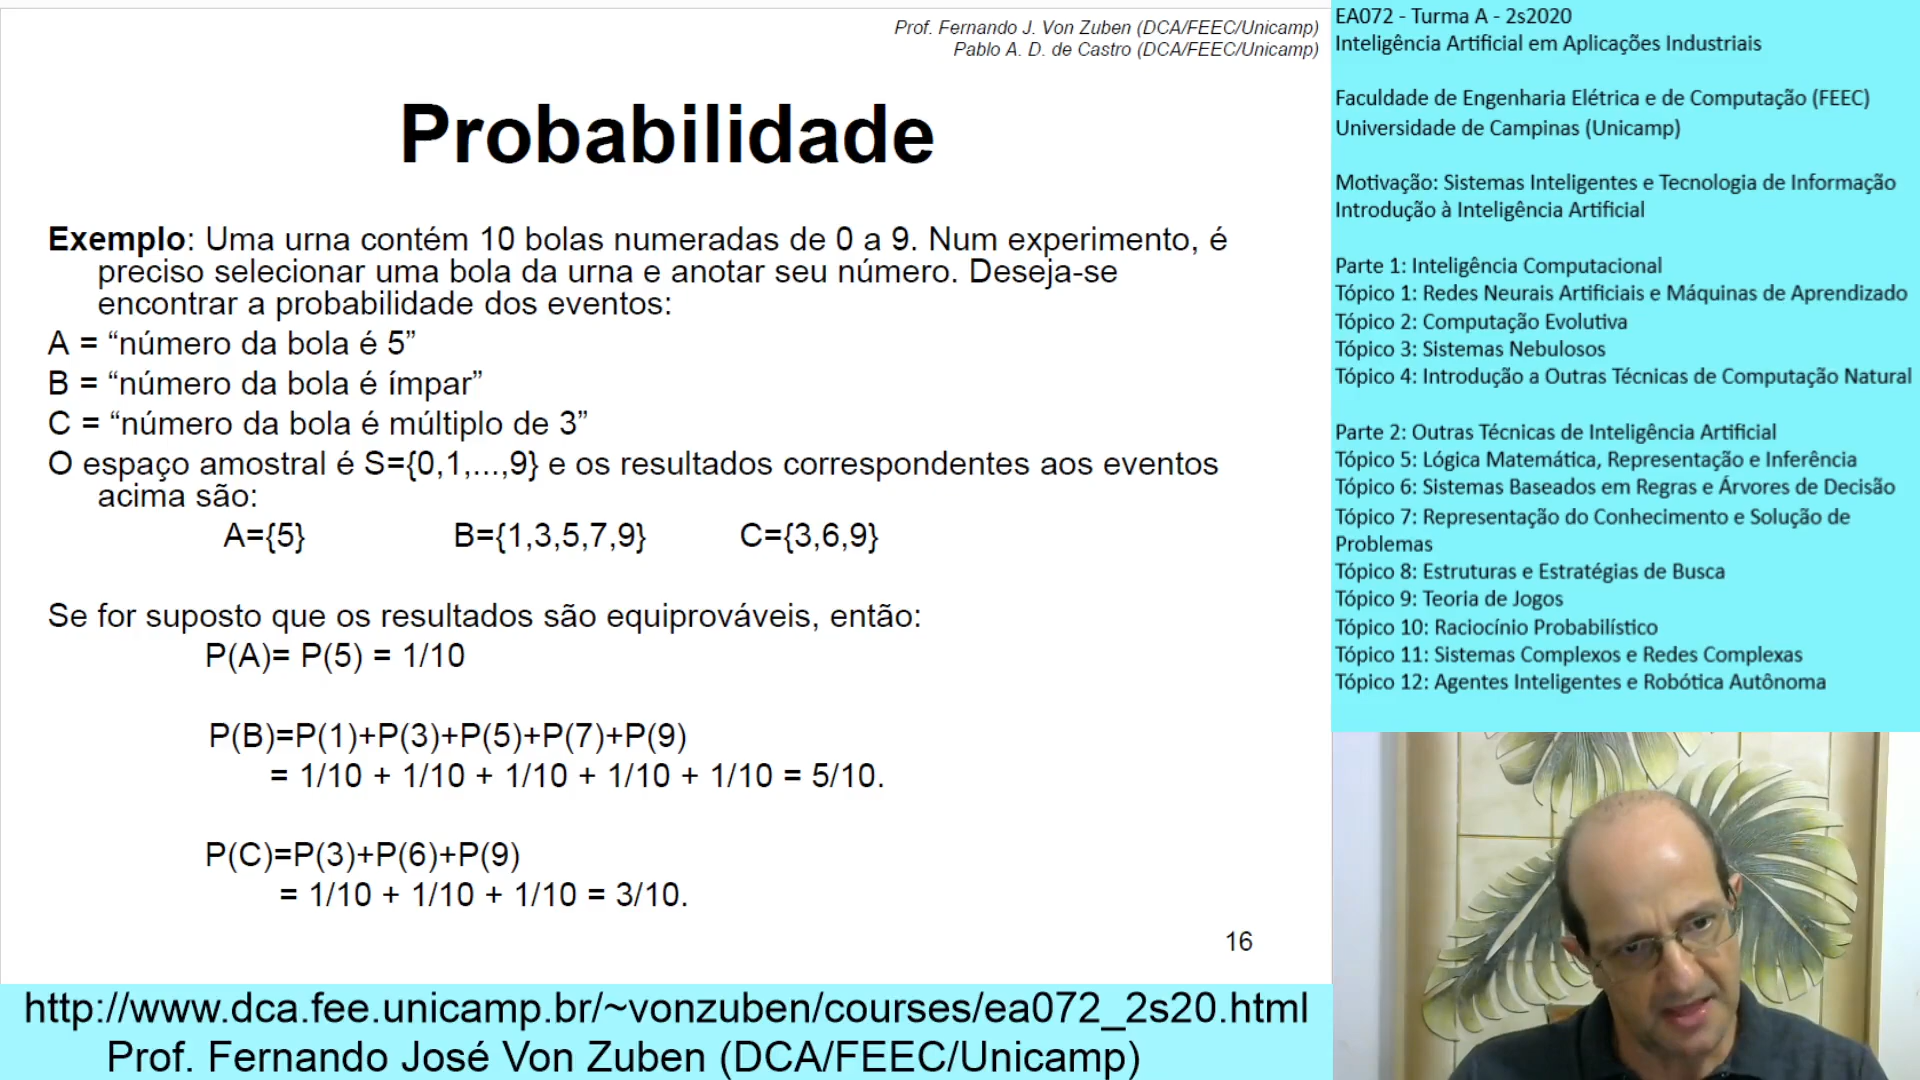 Prof. Fernando J. Von Zuben (DCA/FEEC/Unicamp)
Pablo A. D. de Castro (DCA/FEEC/Unicamp)
Probabilidade
Exemplo: Uma urna contém 10 bolas numeradas de 0 a 9. Num experimento, é
preciso selecionar uma bola da urna e anotar seu número. Deseja-se
encontrar a probabilidade dos eventos:
A = “número da bola é 5”
B = “número da bola é ímpar”
C = “número da bola é múltiplo de 3”
O espaço amostral é S={0,1,...,9} e os resultados correspondentes aos eventos
acima são:
A={5} B={1,3,5,7,9} C={3,6,9}
Se for suposto que os resultados são equiprováveis, então:
P(A)= P(5) = 1/10
P(B)=P(1)+P(3)+P(5)+P(7)+P(9)
= 1/10 + 1/10 + 1/10 + 1/10 + 1/10 = 5/10.
P(C)=P(3)+P(6)+P(9)
= 1/10 + 1/10 + 1/10 = 3/10.
16
http://www.dca.fee.unicamp.br/~vonzuben/courses/ea072_2s20.html
Prof. Fernando José Von Zuben (DCA/FEEC/Unicamp)
EA072 - Turma A - 2s2020
Inteligência Artificial em Aplicações Industriais
Faculdade de Engenharia Elétrica e de Computação (FEEC)
Universidade de Campinas (Unicamp)
Motivação: Sistemas Inteligentes e Tecnologia de Informação
Introdução à Inteligência Artificial
Parte 1: Inteligência Computacional
Tópico 1: Redes Neurais Artificiais e Máquinas de Aprendizado
Tópico 2: Computação Evolutiva
Tópico 3: Sistemas Nebulosos
Tópico 4: Introdução a Outras Técnicas de Computação Natural
Parte 2: Outras Técnicas de Inteligência Artificial
Tópico 5: Lógica Matemática, Representação e Inferência
Tópico 6: Sistemas Baseados em Regras e Árvores de Decisão
Tópico 7: Representação do Conhecimento e Solução de
Problemas
Tópico 8: Estruturas e Estratégias de Busca
Tópico 9: Teoria de Jogos
Tópico 10: Raciocínio Probabilístico
Tópico 11: Sistemas Complexos e Redes Complexas
Tópico 12: Agentes Inteligentes e Robótica Autônoma